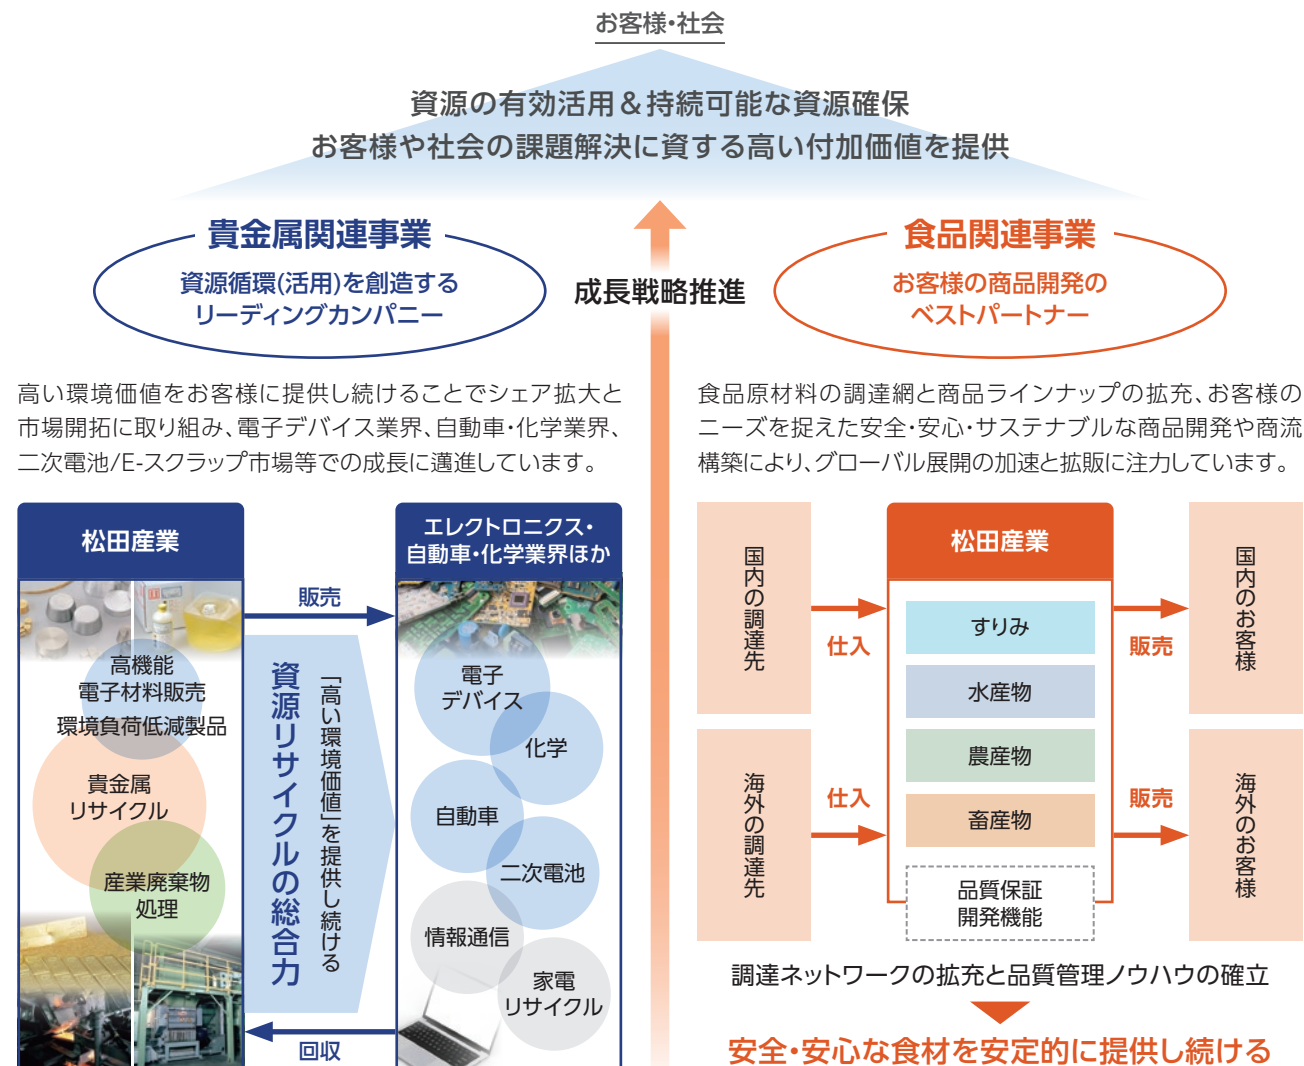 お客様・社会
資源の有効活用＆持続可能な資源確保
お客様や社会の課題解決に資する高い付加価値を提供
貴金属関連事業
資源循環(活用)を創造する
リーディングカンパニー
成長戦略推進
食品関連事業
お客様の商品開発の
ベストパートナー
高い環境価値をお客様に提供し続けることでシェア拡大と
市場開拓に取り組み、電子デバイス業界、自動車・化学業界、
二次電池/E-スクラップ市場等での成長に邁進しています。
食品原材料の調達網と商品ラインナップの拡充、お客様の
ニーズを捉えた安全・安心・サステナブルな商品開発や商流
構築により、グローバル展開の加速と拡販に注力しています。
松田産業
高機能
電子材料販売
環境負荷低減製品
貴金属
リサイクル
産業廃棄物
処理
販売
資源リサイクルの総合力
「高い環境価値」を提供し続ける
回収
エレクトロニクス・
自動車・化学業界ほか
電子
デバイス
化学
自動車
二次電池
情報通信
家電
リサイクル
国内の調達先
海外の調達先
仕入
仕入
松田産業
すりみ
水産物
農産物
畜産物
品質保証
開発機能
販売
販売
国内のお客様
海外のお客様
調達ネットワークの拡充と品質管理ノウハウの確立
安全・安心な食材を安定的に提供し続ける